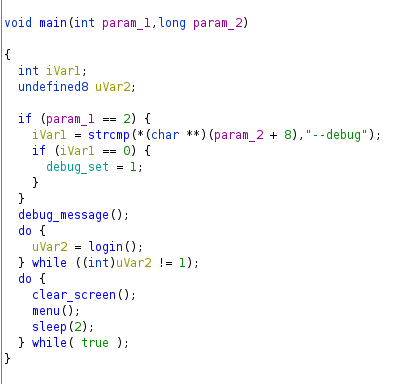 void main(int param_1,long param_2)
{
int iVar1;
undefined8 uVar2;
if (param_1 == 2) {
iVar1 = strcmp(*(char **)(param_2 + 8),"--debug");
if (iVar1 == 0) {
debug_set = 1;
}
}
debug_message();
do {
uVar2 = login();
} while ((int)uVar2 != 1);
do {
clear_screen();
menu();
sleep(2);
} while( true );
}